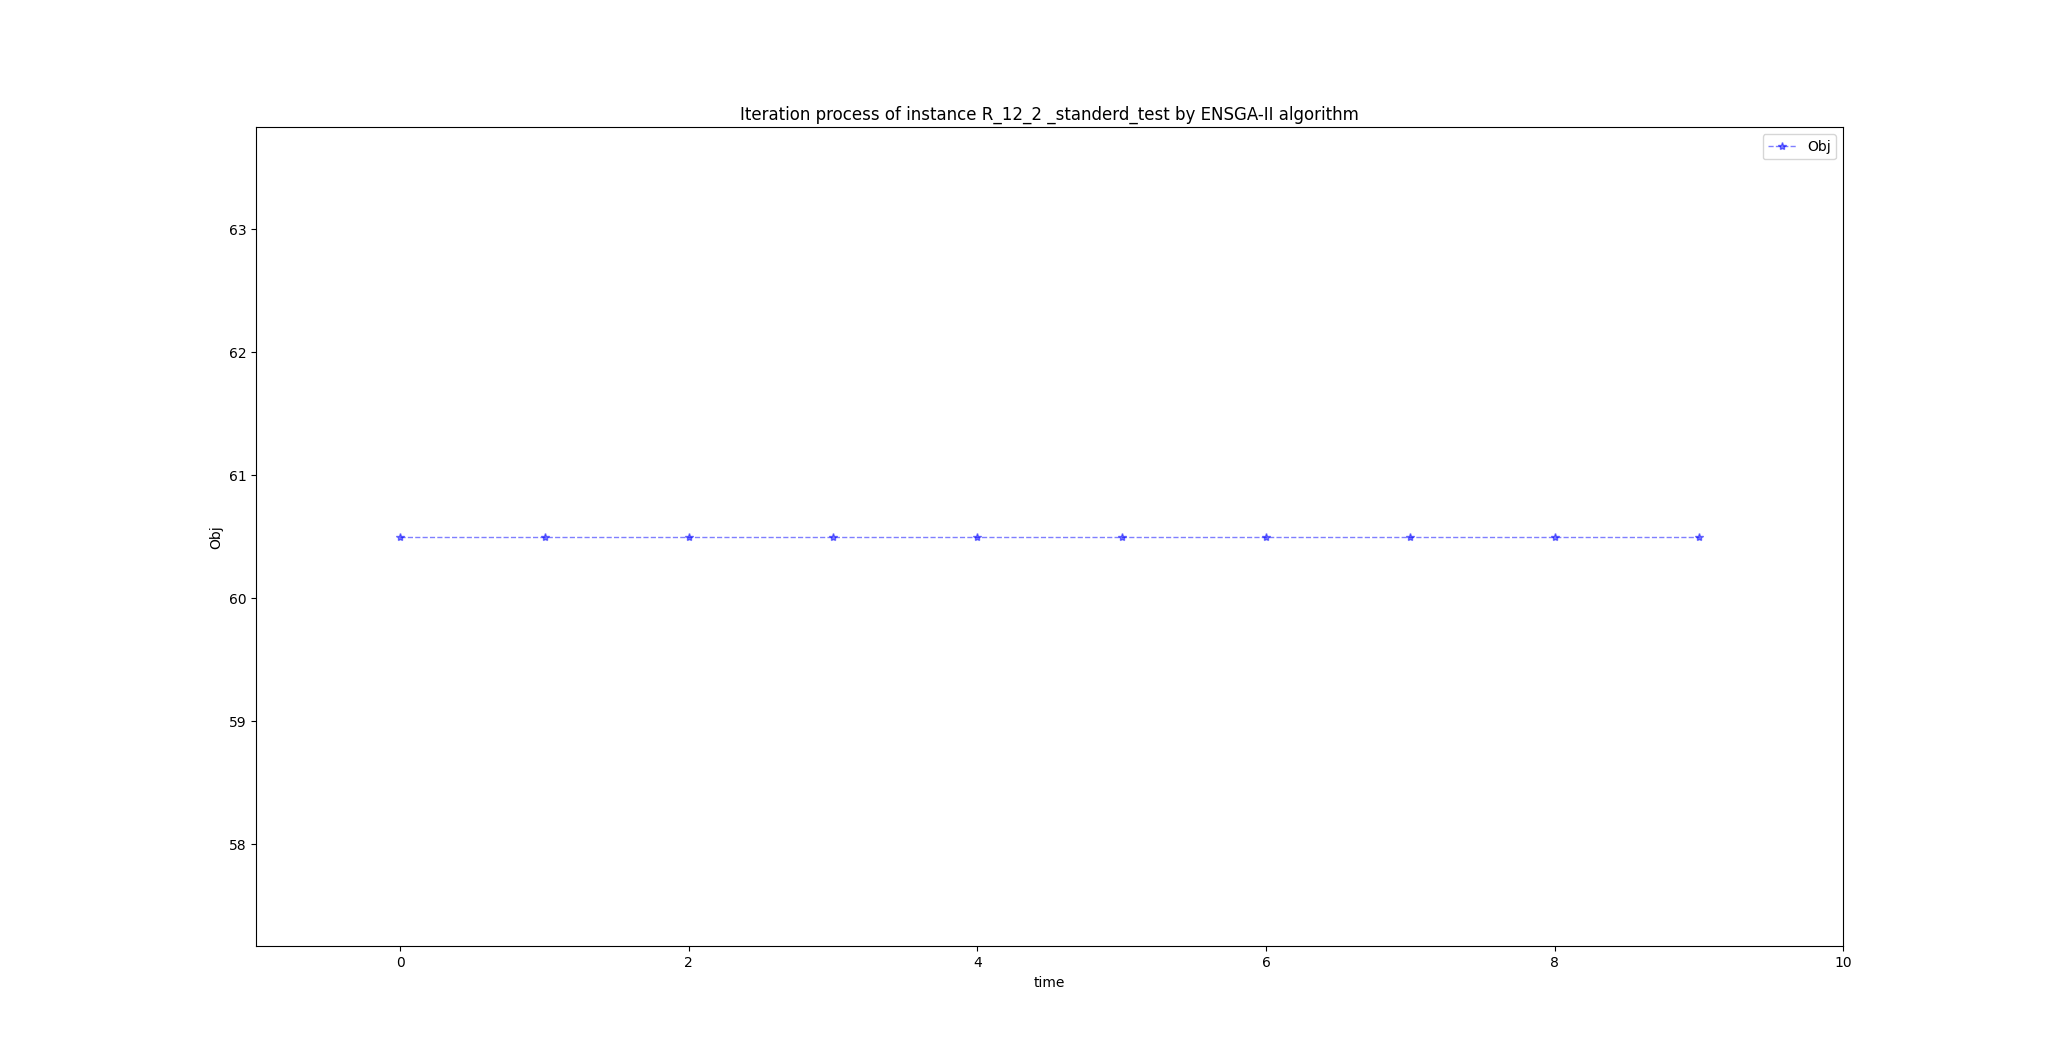 Iteration process of instance R_12_2 _standerd_test by ENSGA-II algorithm
Obj
63
62
61
60
59
58
Obj
0 2 4 6 8 10
time